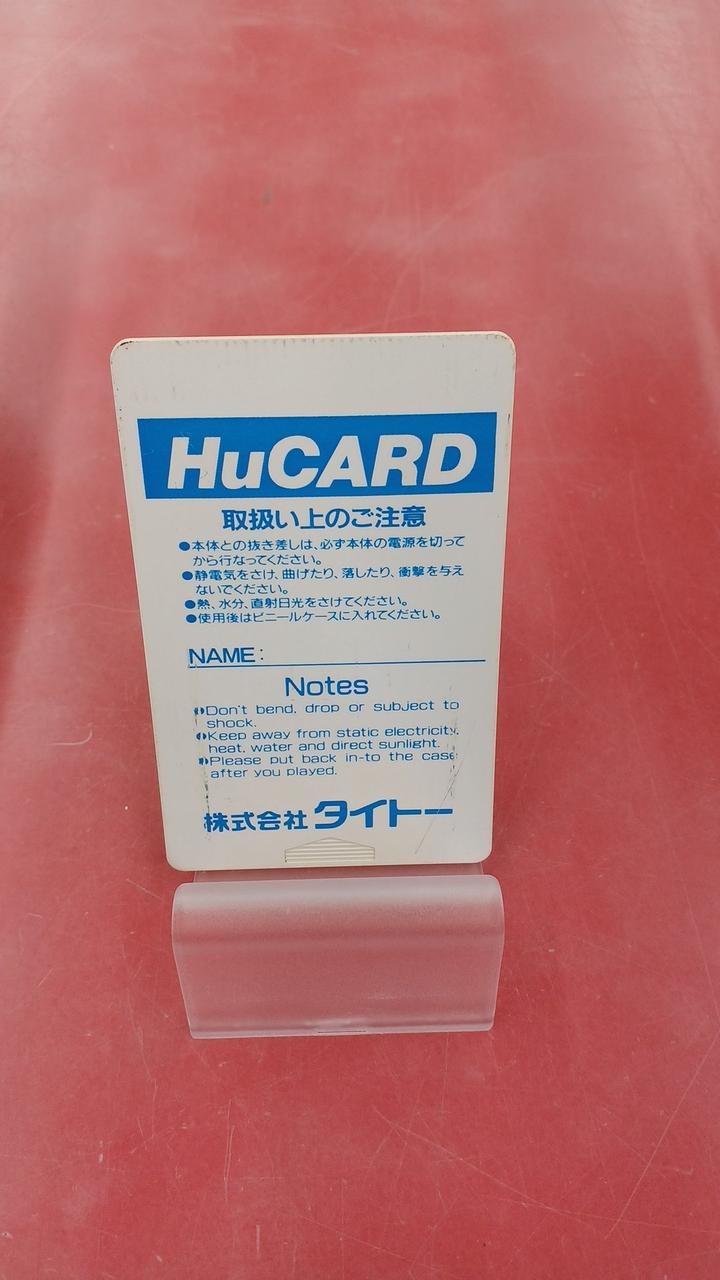 HuCARD
取扱い上のご注意
●本体との抜き差しは、必ず本体の電源を切って
から行なってください。
●静電気をさけ、曲げたり、落したり、衝撃を与え
ないでください。
●熱、水分、直射日光をさけてください。
●使用後はビニールケースに入れてください。
NAME:
Notes
●Don't bend, drop or subject to
shock.
●Keep away from static electricity,
heat, water and direct sunlight.
●Please put back in-to the case
after you played.
株式会社タイトー